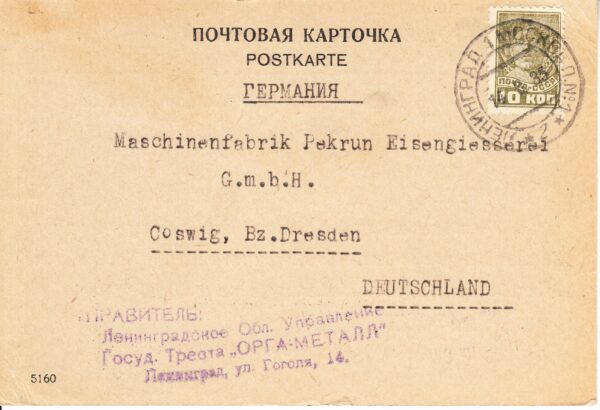 ПОЧТОВАЯ КАРТОЧКА
POSTKARTE
ГЕРМАНИЯ
ПОЧТА СССР
10 КОП
ЛЕНИНГРАД
Maschinenfabrik Pekrun Eisengiesserei
G.m.b.H.
Coswig, Bz.Dresden
DEUTSCHLAND
ПРАВИТЕЛЬ:
Ленинградское Обл. Управление
Госуд. Треста „ОРГА-МЕТАЛЛ"
Ленинград, ул. Гоголя, 14.
5160